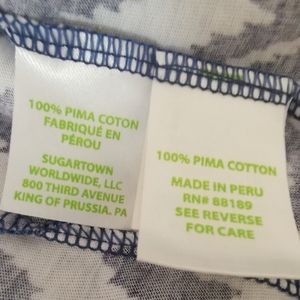 100% PIMA COTON
FABRIQUÉ EN
PÉROU
SUGARTOWN
WORLDWIDE, LLC
800 THIRD AVENUE
KING OF PRUSSIA. PA
100% PIMA COTTON
MADE IN PERU
RN# 88189
SEE REVERSE
FOR CARE